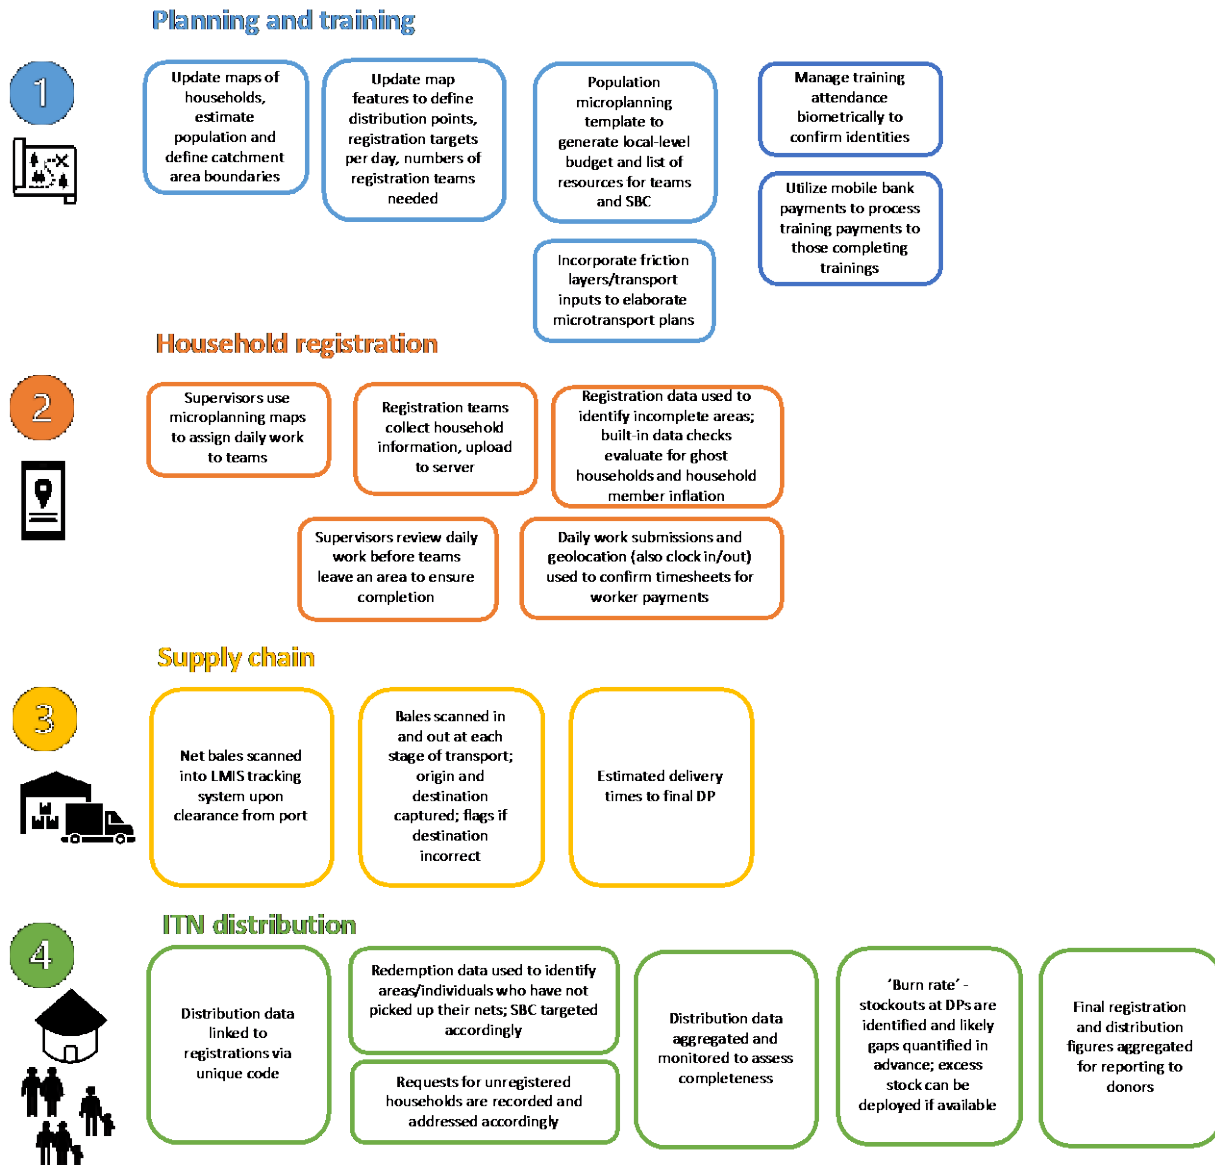 Planning and training
1
Update maps of
households,
estimate
population and
define catchment
area boundaries
Update map
features to define
distribution points,
registration targets
per day, numbers of
registration teams
needed
Population
microplanning
template to
generate local-level
budget and list of
resources for teams
and SBC
Incorporate friction
layers/transport
inputs to elaborate
microtransport plans
Manage training
attendance
biometrically to
confirm identities
Utilize mobile bank
payments to process
training payments to
those completing
trainings
Household registration
2
Supervisors use
microplanning maps
to assign daily work
to teams
Registration teams
collect household
information, upload
to server
Registration data used to
identify incomplete areas;
built-in data checks
evaluate for ghost
households and household
member inflation
Supervisors review daily
work before teams
leave an area to ensure
completion
Daily work submissions and
geolocation (also clock in/out)
used to confirm timesheets for
worker payments
Supply chain
3
Net bales scanned
into LMIS tracking
system upon
clearance from port
Bales scanned in
and out at each
stage of transport;
origin and
destination
captured; flags if
destination
incorrect
Estimated delivery
times to final DP
ITN distribution
4
Distribution data
linked to
registrations via
unique code
Redemption data used to identify
areas/individuals who have not
picked up their nets; SBC targeted
accordingly
Requests for unregistered
households are recorded and
addressed accordingly
Distribution data
aggregated and
monitored to assess
completeness
‘Burn rate’ -
stockouts at DPs are
identified and likely
gaps quantified in
advance; excess
stock can be
deployed if available
Final registration
and distribution
figures aggregated
for reporting to
donors